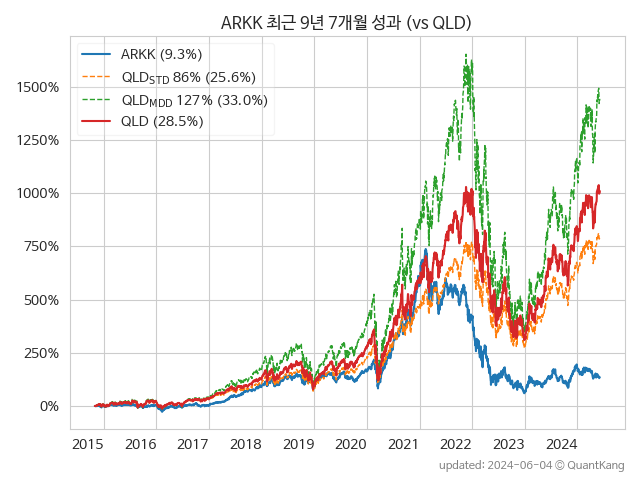 ARKK 최근 9년 7개월 성과 (vs QLD)
ARKK (9.3%)
QLDSTD 86% (25.6%)
QLDMDD 127% (33.0%)
QLD (28.5%)
1500%
1250%
1000%
750%
500%
250%
0%
2015 2016 2017 2018 2019 2020 2021 2022 2023 2024
updated: 2024-06-04 © QuantKang